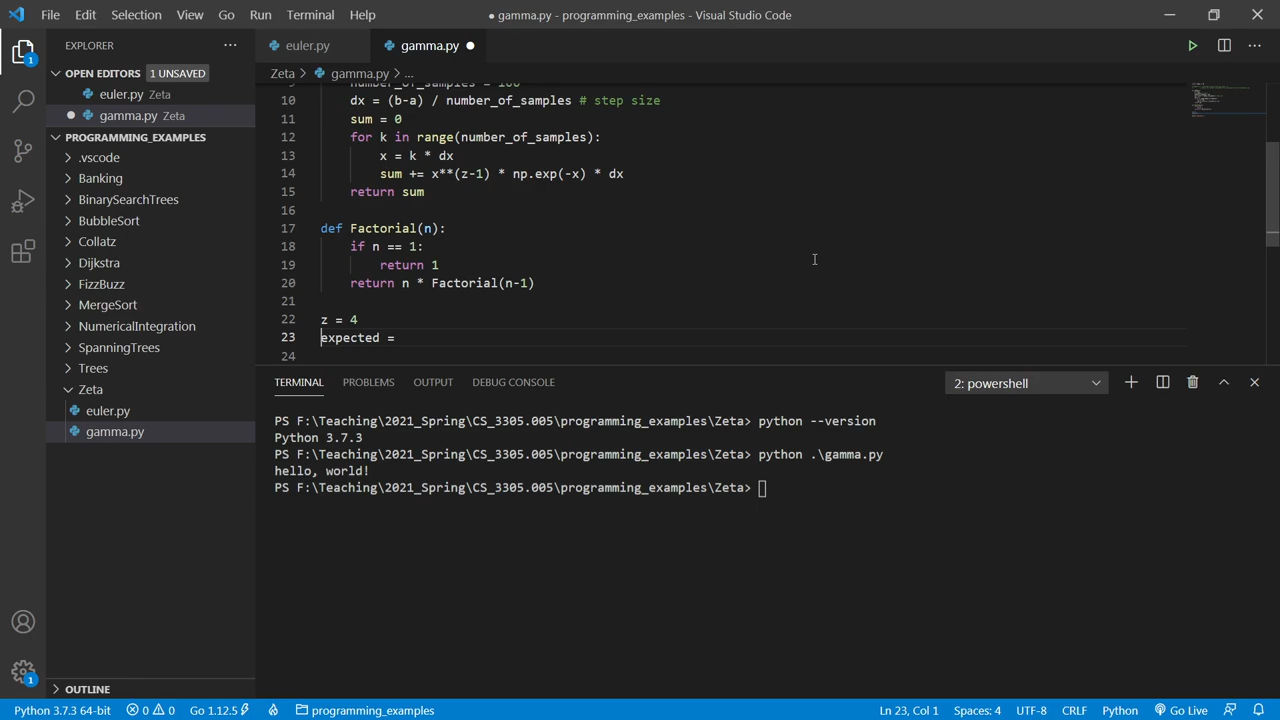 File Edit Selection View Go Run Terminal Help
● gamma.py - programming_examples - Visual Studio Code
EXPLORER
OPEN EDITORS 1 UNSAVED
euler.py Zeta
gamma.py Zeta
PROGRAMMING_EXAMPLES
.vscode
Banking
BinarySearchTrees
BubbleSort
Collatz
Dijkstra
FizzBuzz
MergeSort
NumericalIntegration
SpanningTrees
Trees
Zeta
euler.py
gamma.py
OUTLINE
1
1
euler.py
gamma.py
Zeta > gamma.py > ...
9 number_of_samples = 100
10 dx = (b-a) / number_of_samples # step size
11 sum = 0
12 for k in range(number_of_samples):
13 x = k * dx
14 sum += x**(z-1) * np.exp(-x) * dx
15 return sum
16
17 def Factorial(n):
18 if n == 1:
19 return 1
20 return n * Factorial(n-1)
21
22 z = 4
23 expected =
24
TERMINAL PROBLEMS OUTPUT DEBUG CONSOLE
2: powershell
PS F:\Teaching\2021_Spring\CS_3305.005\programming_examples\Zeta> python --version
Python 3.7.3
PS F:\Teaching\2021_Spring\CS_3305.005\programming_examples\Zeta> python .\gamma.py
hello, world!
PS F:\Teaching\2021_Spring\CS_3305.005\programming_examples\Zeta>
Python 3.7.3 64-bit 0 0 Go 1.12.5 programming_examples
Ln 23, Col 1 Spaces: 4 UTF-8 CRLF Python Go Live